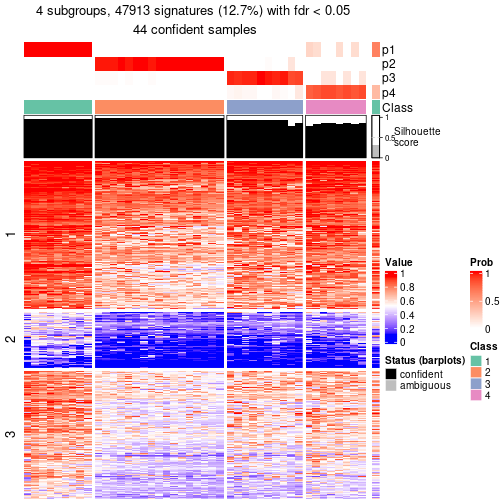 4 subgroups, 47913 signatures (12.7%) with fdr < 0.05
44 confident samples
p1
p2
p3
p4
Class
1
0.5
0
Silhouette
score
1
2
3
Value
1
0.8
0.6
0.4
0.2
0
Status (barplots)
confident
ambiguous
Prob
1
0.5
0
Class
1
2
3
4